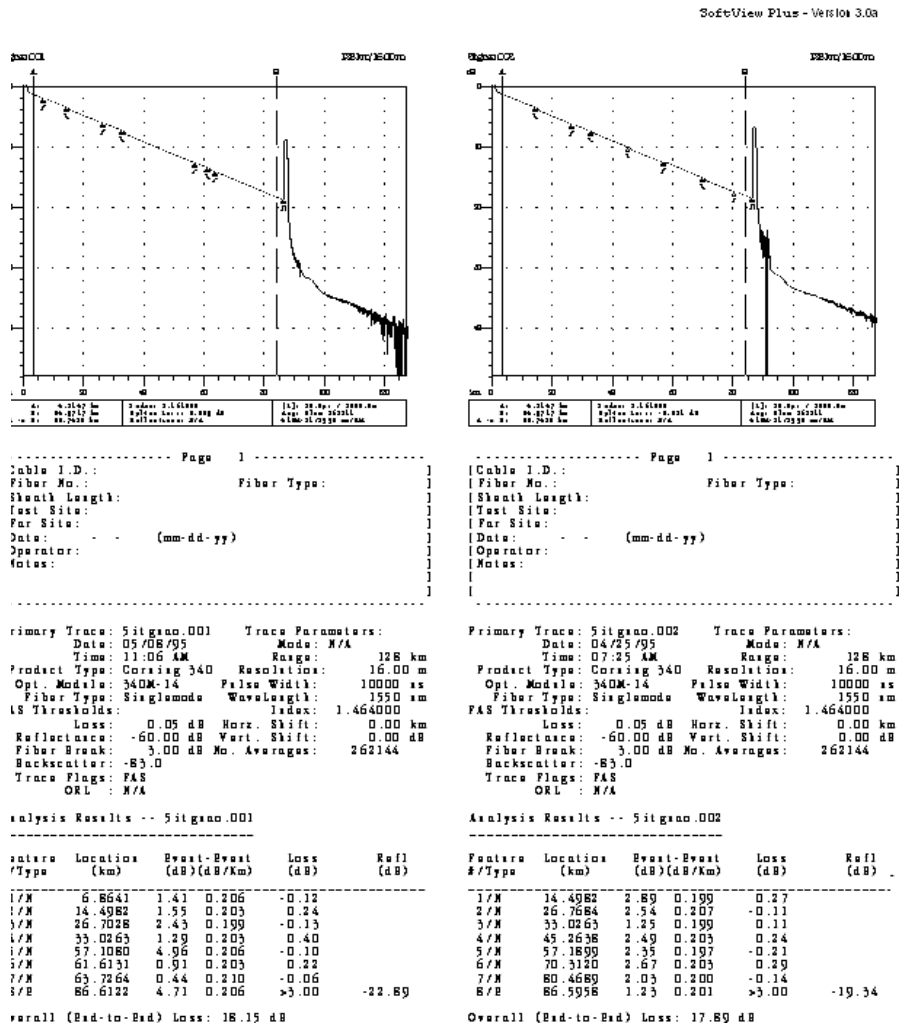 SoftView Plus - Version 3.0a
---------------------- Page 1 ----------------------
Cable I.D.: ]
Fiber No.: Fiber Type: ]
Sheath Length: ]
Test Site: ]
Far Site: ]
Date: - - (mm-dd-yy) ]
Operator: ]
Notes: ]
]
]
rimary Trace: 5itgnao.001 Trace Parameters:
Date: 05/08/95 Mode: N/A
Time: 11:06 AM Range: 128 km
Product Type: Corning 340 Resolution: 16.00 m
Opt. Module: 340M-14 Pulse Width: 10000 ns
Fiber Type: Singlemode WaveLength: 1550 nm
AS Thresholds: Index: 1.464000
Loss: 0.05 dB Horz. Shift: 0.00 km
Reflectance: -60.00 dB Vert. Shift: 0.00 dB
Fiber Break: 3.00 dB No. Averages: 262144
Backscatter: -83.0
Trace Flags: FAS
ORL : N/A
nalysis Results -- 5itgnao.001
eature Location Event-Event Loss Refl
/Type (km) (dB)(dB/Km) (dB) (dB)
1/N 6.8641 1.41 0.206 -0.12
2/N 14.4982 1.55 0.203 0.24
3/N 26.7028 2.43 0.199 -0.13
4/N 33.0263 1.29 0.203 0.40
5/N 57.1080 4.96 0.206 -0.10
6/N 61.6131 0.91 0.203 0.22
7/N 63.7264 0.44 0.210 -0.06
8/E 86.6122 4.71 0.206 >3.00 -22.89
verall (End-to-End) Loss: 18.15 dB
---------------------- Page 1 ----------------------
[Cable I.D.: ]
[Fiber No.: Fiber Type: ]
[Sheath Length: ]
[Test Site: ]
[Far Site: ]
[Date: - - (mm-dd-yy) ]
[Operator: ]
[Notes: ]
[ ]
[ ]
Primary Trace: 5itgnao.002 Trace Parameters:
Date: 04/25/95 Mode: N/A
Time: 07:25 AM Range: 128 km
Product Type: Corning 340 Resolution: 16.00 m
Opt. Module: 340M-14 Pulse Width: 10000 ns
Fiber Type: Singlemode WaveLength: 1550 nm
FAS Thresholds: Index: 1.464000
Loss: 0.05 dB Horz. Shift: 0.00 km
Reflectance: -60.00 dB Vert. Shift: 0.00 dB
Fiber Break: 3.00 dB No. Averages: 262144
Backscatter: -83.0
Trace Flags: FAS
ORL : N/A
Analysis Results -- 5itgnao.002
Feature Location Event-Event Loss Refl
#/Type (km) (dB)(dB/Km) (dB) (dB)
1/N 14.4982 2.89 0.199 0.27
2/N 26.7684 2.54 0.207 -0.11
3/N 33.0263 1.25 0.199 0.11
4/N 45.2638 2.49 0.203 0.24
5/N 57.1899 2.35 0.197 -0.21
6/N 70.3120 2.67 0.203 0.29
7/N 80.4689 2.03 0.200 -0.14
8/E 86.5958 1.23 0.201 >3.00 -19.34
Overall (End-to-End) Loss: 17.89 dB